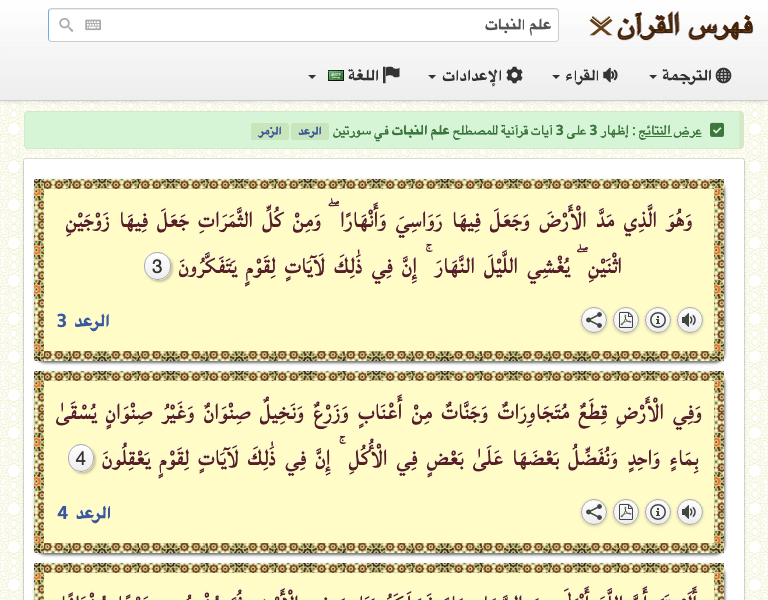 فهرس القرآن
علم النبات
الترجمة
القراء
الإعدادات
اللغة
عرض النتائج : إظهار 3 على 3 آيات قرآنية للمصطلح علم النبات في سورتين الرعد الزمر
وَهُوَ الَّذِي مَدَّ الْأَرْضَ وَجَعَلَ فِيهَا رَوَاسِيَ وَأَنْهَارًا ۖ وَمِنْ كُلِّ الثَّمَرَاتِ جَعَلَ فِيهَا زَوْجَيْنِ
اثْنَيْنِ ۖ يُغْشِي اللَّيْلَ النَّهَارَ ۚ إِنَّ فِي ذَٰلِكَ لَآيَاتٍ لِقَوْمٍ يَتَفَكَّرُونَ 3
الرعد 3
وَفِي الْأَرْضِ قِطَعٌ مُتَجَاوِرَاتٌ وَجَنَّاتٌ مِنْ أَعْنَابٍ وَزَرْعٌ وَنَخِيلٌ صِنْوَانٌ وَغَيْرُ صِنْوَانٍ يُسْقَىٰ
بِمَاءٍ وَاحِدٍ وَنُفَضِّلُ بَعْضَهَا عَلَىٰ بَعْضٍ فِي الْأُكُلِ ۚ إِنَّ فِي ذَٰلِكَ لَآيَاتٍ لِقَوْمٍ يَعْقِلُونَ 4
الرعد 4